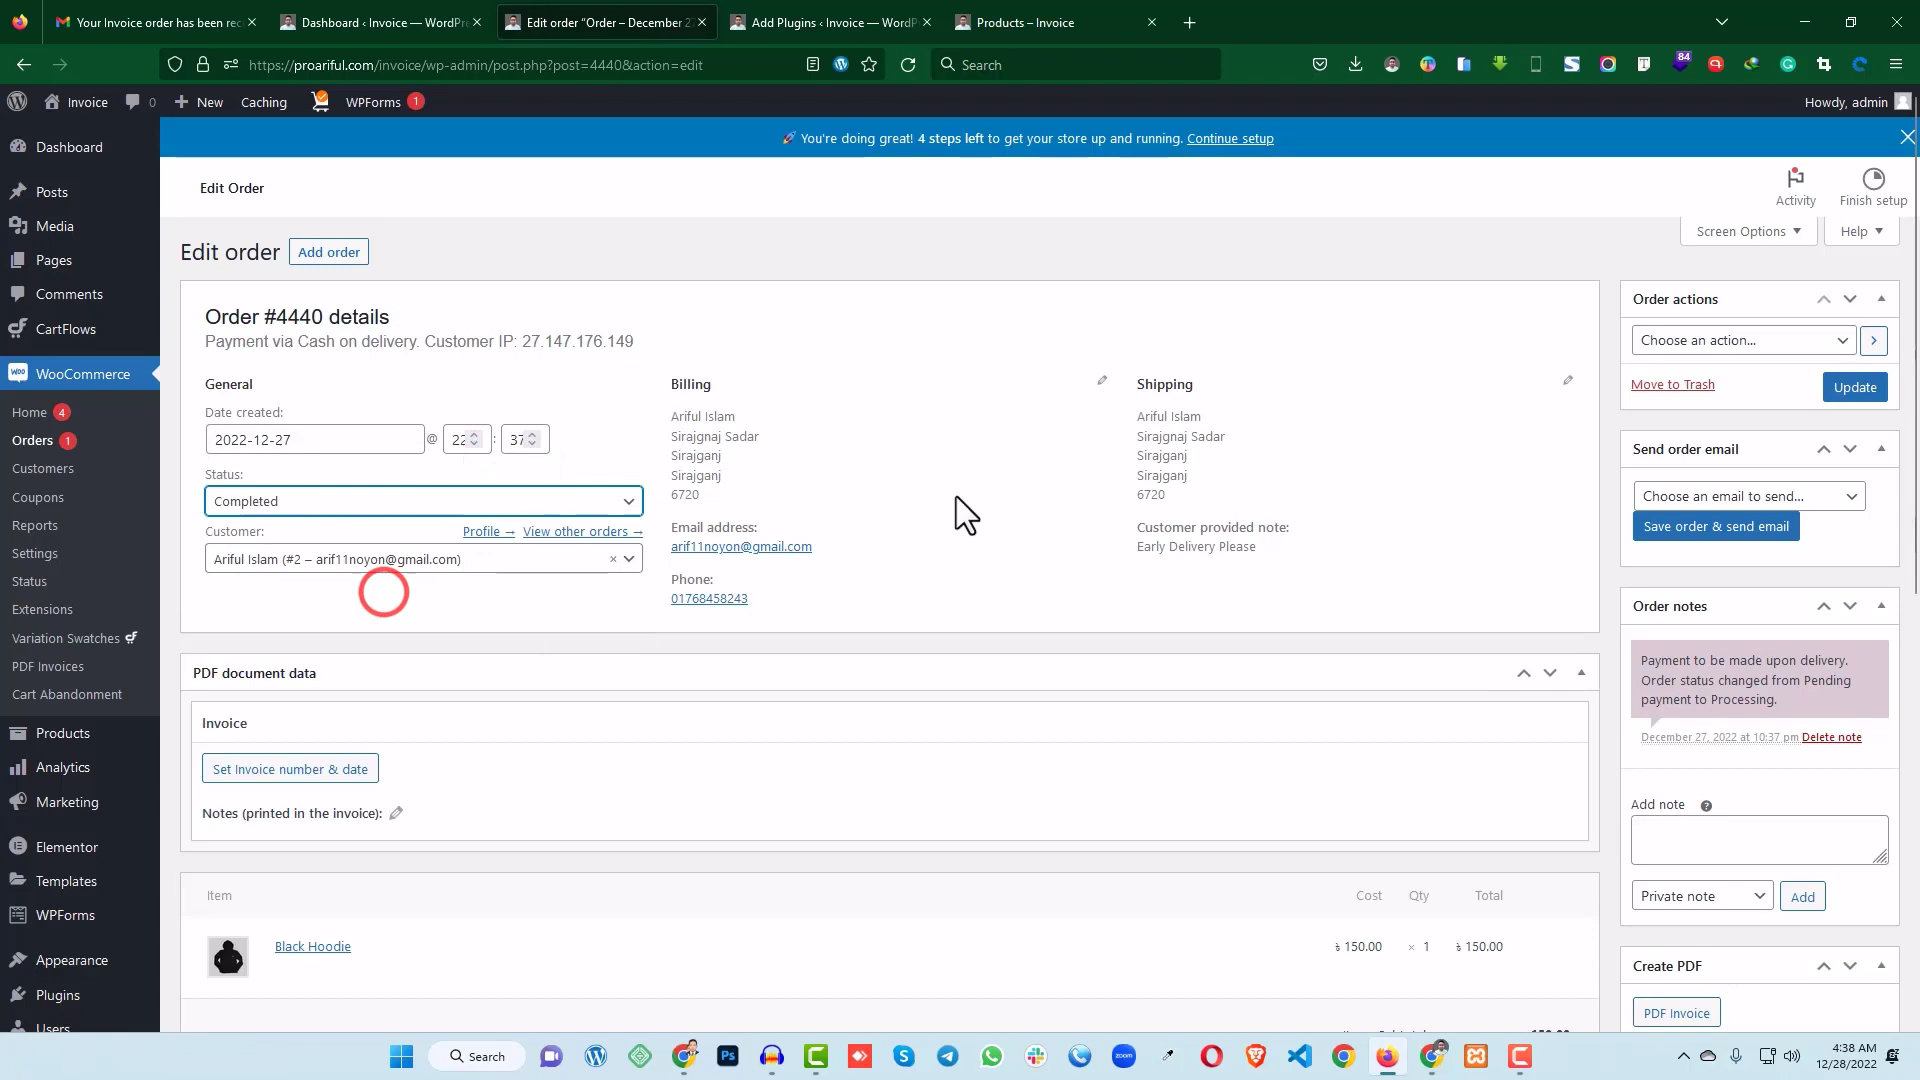 Your Invoice order has been rec
Dashboard ‹ Invoice — WordPre
Edit order “Order – December 27
Add Plugins ‹ Invoice — WordP
Products – Invoice
https://proariful.com/invoice/wp-admin/post.php?post=4440&action=edit
Search
84
Invoice
0
New
Caching
WPForms 1
Howdy, admin
🚀 You're doing great! 4 steps left to get your store up and running. Continue setup
Edit Order
Activity
Finish setup
Screen Options
Help
Edit order
Add order
Dashboard
Posts
Media
Pages
Comments
CartFlows
WooCommerce
Home 4
Orders 1
Customers
Coupons
Reports
Settings
Status
Extensions
Variation Swatches
PDF Invoices
Cart Abandonment
Products
Analytics
Marketing
Elementor
Templates
WPForms
Appearance
Plugins
Users
Order #4440 details
Payment via Cash on delivery. Customer IP: 27.147.176.149
General
Date created:
2022-12-27 @ 22 : 37
Status:
Completed
Customer:
Profile →
View other orders →
Ariful Islam (#2 – arif11noyon@gmail.com)
×
Billing
Ariful Islam
Sirajgnaj Sadar
Sirajganj
Sirajganj
6720
Email address:
arif11noyon@gmail.com
Phone:
01768458243
Shipping
Ariful Islam
Sirajgnaj Sadar
Sirajganj
Sirajganj
6720
Customer provided note:
Early Delivery Please
PDF document data
Invoice
Set Invoice number & date
Notes (printed in the invoice):
Item
Cost
Qty
Total
Black Hoodie
৳ 150.00
× 1
৳ 150.00
Order actions
Choose an action...
Move to Trash
Update
Send order email
Choose an email to send...
Save order & send email
Order notes
Payment to be made upon delivery.
Order status changed from Pending
payment to Processing.
December 27, 2022 at 10:37 pm Delete note
Add note
Private note
Add
Create PDF
PDF Invoice
Search
zoom
4:38 AM
12/28/2022